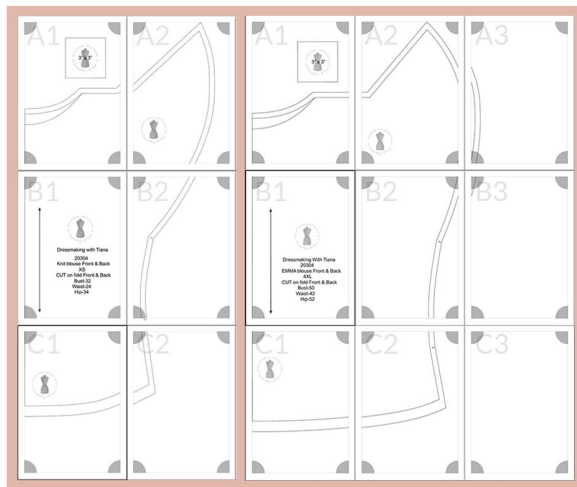 A1
3"x 3"
A2
B1
Dressmaking with Tiana
20304
Knit blouse Front & Back
XS
CUT on fold Front & Back
Bust-32
Waist-24
Hip-34
B2
C1
C2
A1
3"x 3"
A2
A3
B1
Dressmaking With Tiana
20304
EMMA blouse Front & Back
4XL
CUT on fold Front & Back
Bust-50
Waist-42
Hip-52
B2
B3
C1
C2
C3